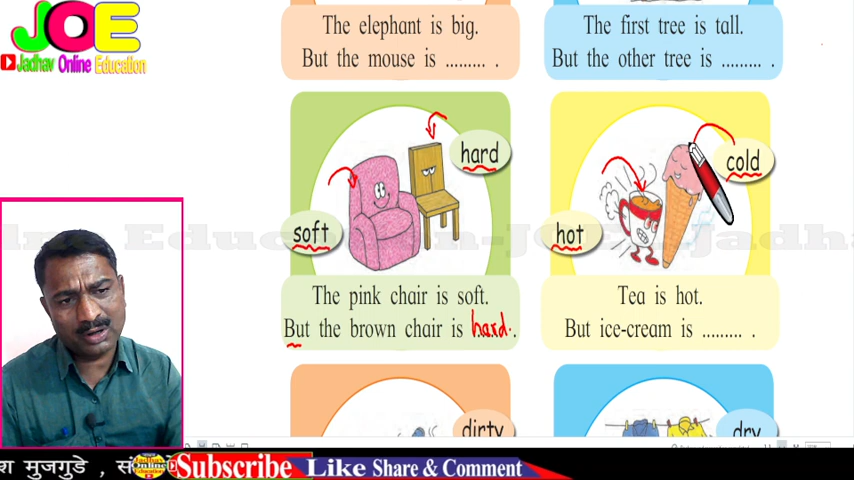 JOE
Jadhav Online Education
The elephant is big.
But the mouse is ......... .
The first tree is tall.
But the other tree is ......... .
hard
soft
cold
hot
The pink chair is soft.
But the brown chair is hard.
Tea is hot.
But ice-cream is ......... .
dirty
dry
Subscribe Like Share & Comment
मुजगुडे ,